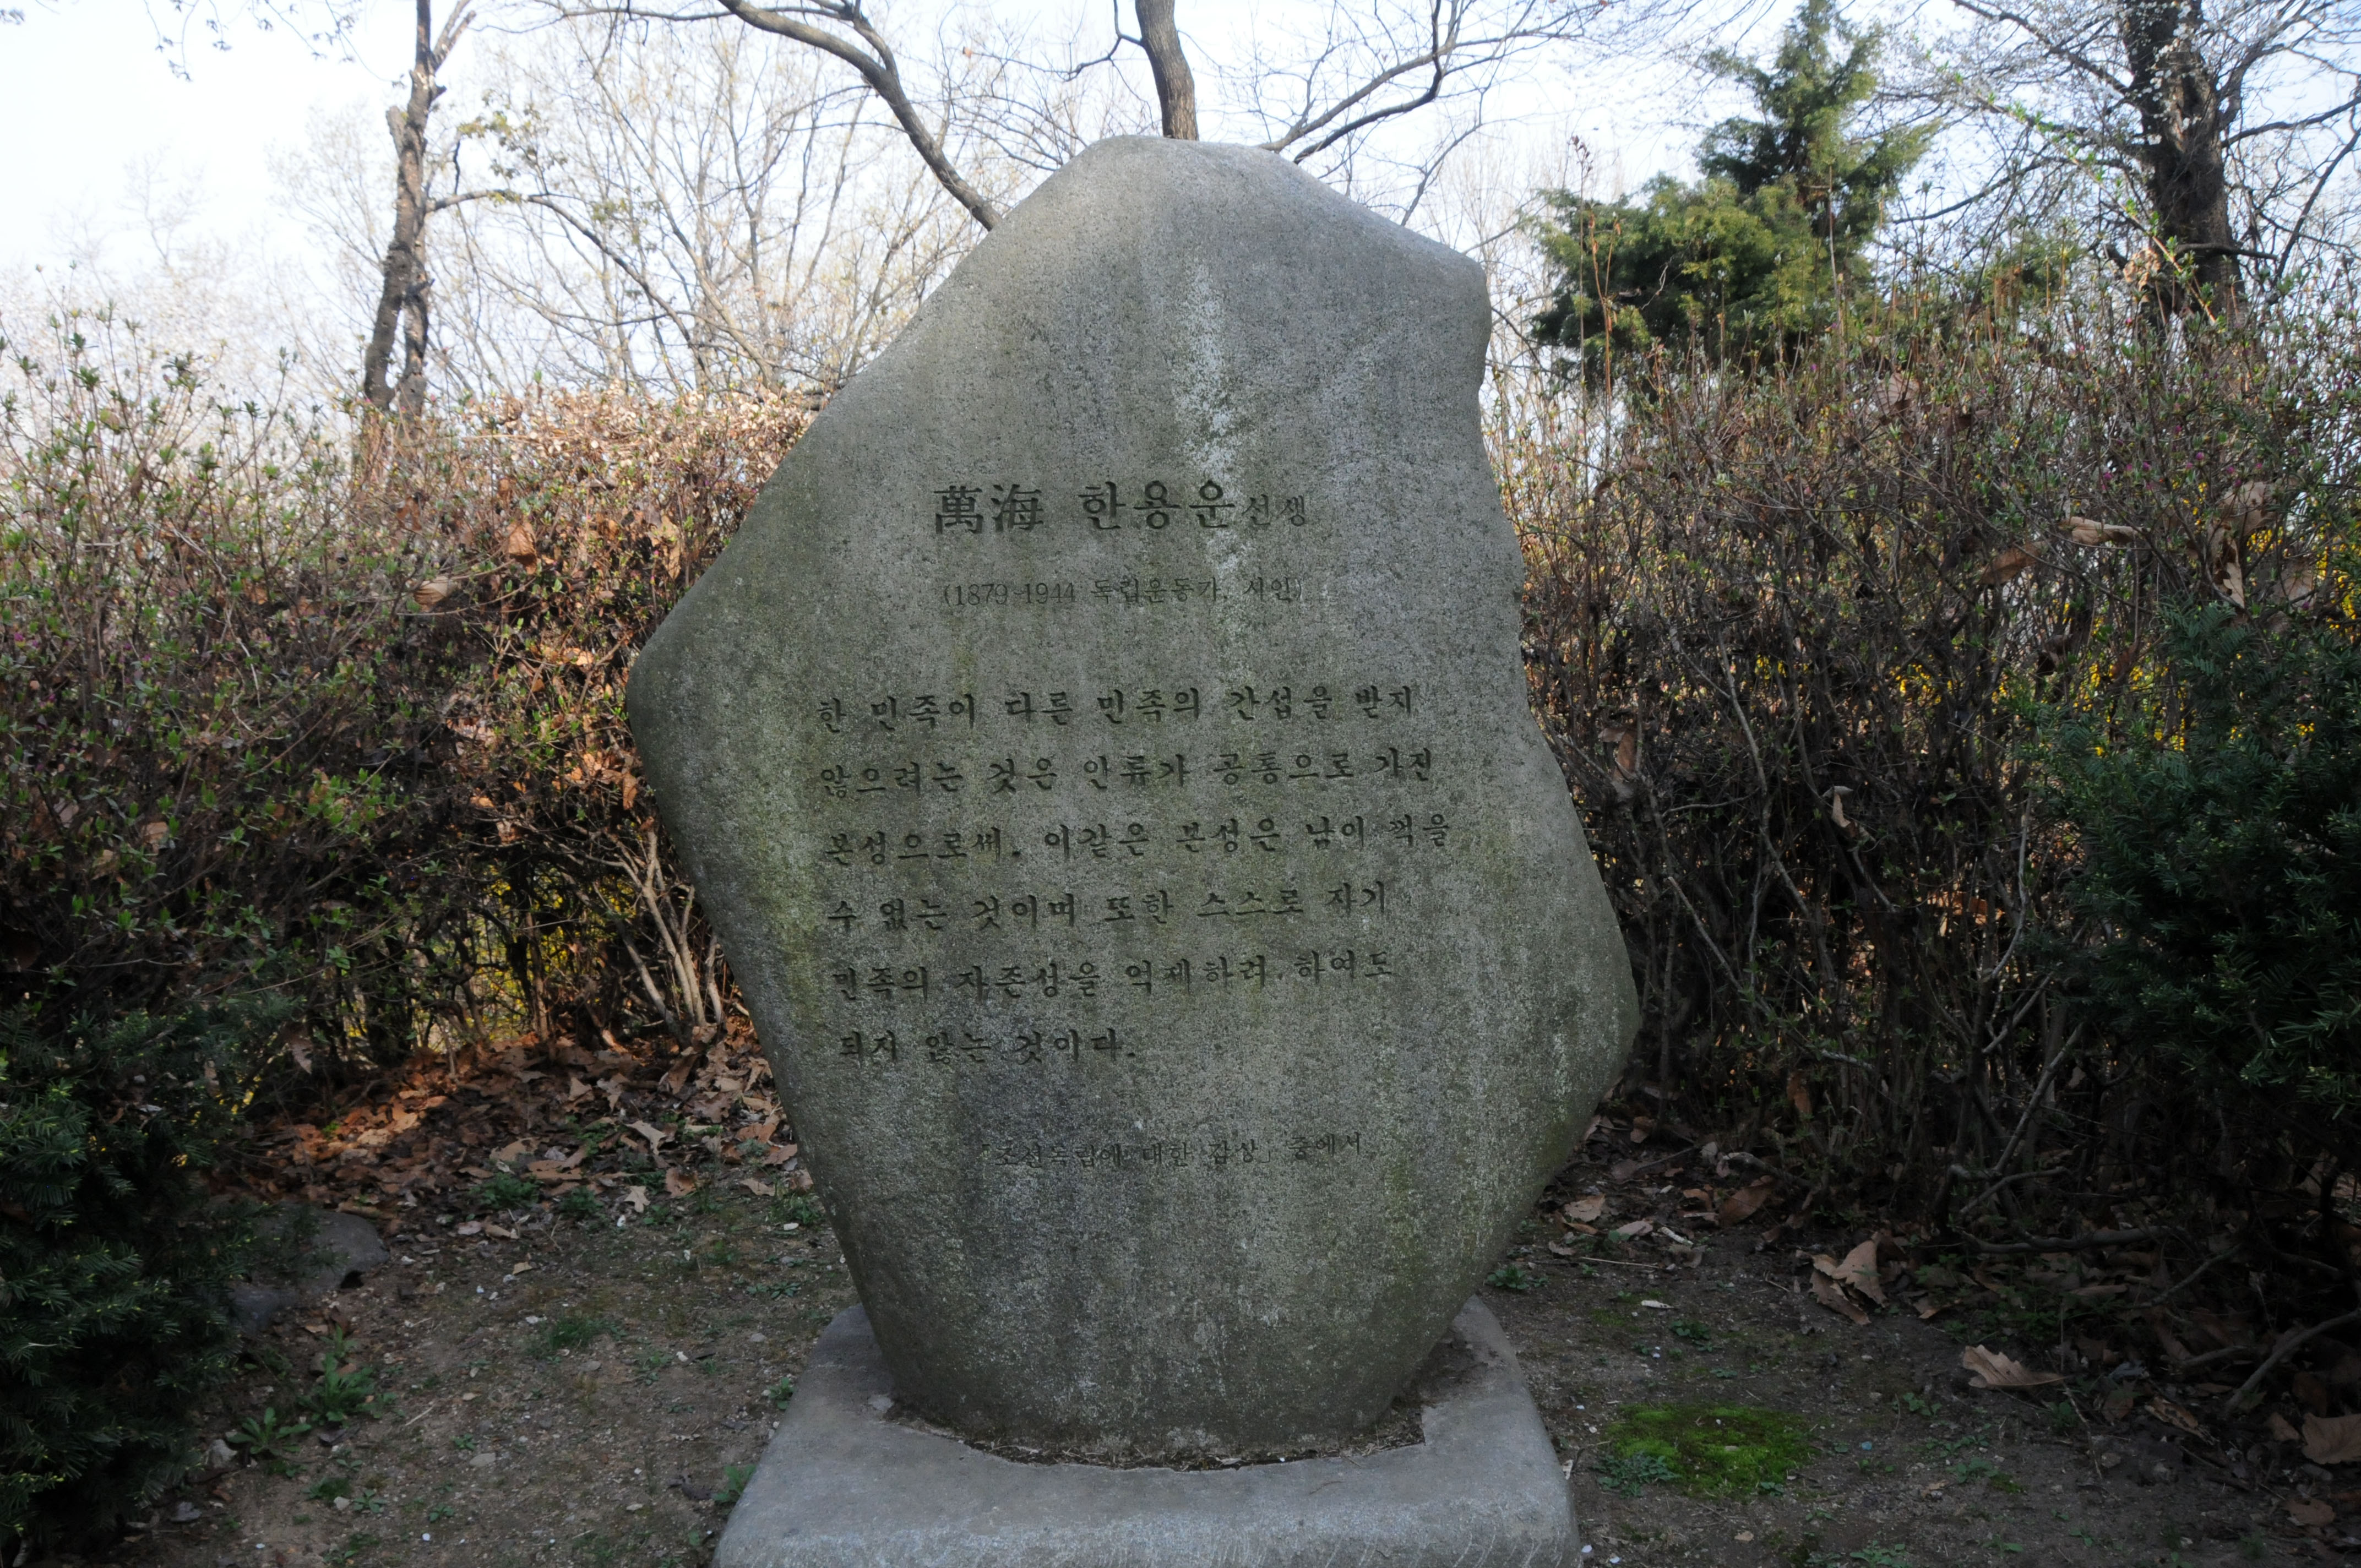 萬海 한용운선생
(1879-1944 독립운동가, 시인)
한 민족이 다른 민족의 간섭을 받지
않으려는 것은 인류가 공통으로 가진
본성으로써, 이같은 본성은 남이 꺽을
수 없는 것이며 또한 스스로 자기
민족의 자존성을 억제하려 하여도
되지 않는 것이다.
「조선독립에 대한 감상」 중에서